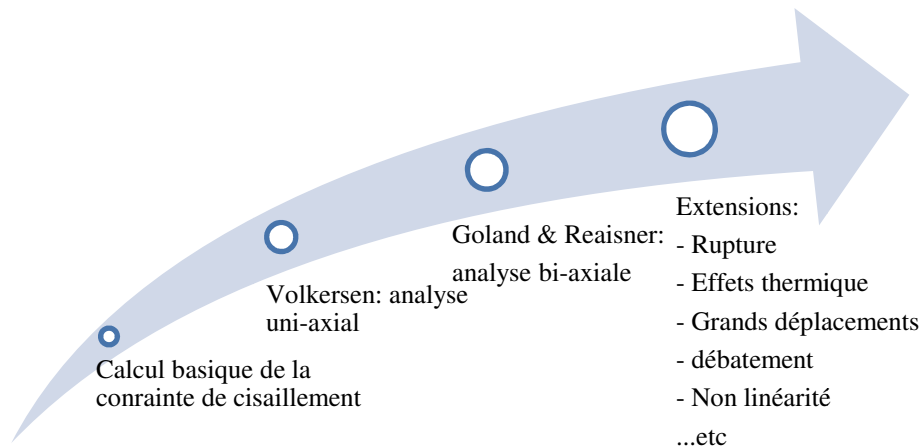 Calcul basique de la
conrainte de cisaillement
Volkersen: analyse
uni-axial
Goland & Reaisner:
analyse bi-axiale
Extensions:
- Rupture
- Effets thermique
- Grands déplacements
- débatement
- Non linéarité
...etc